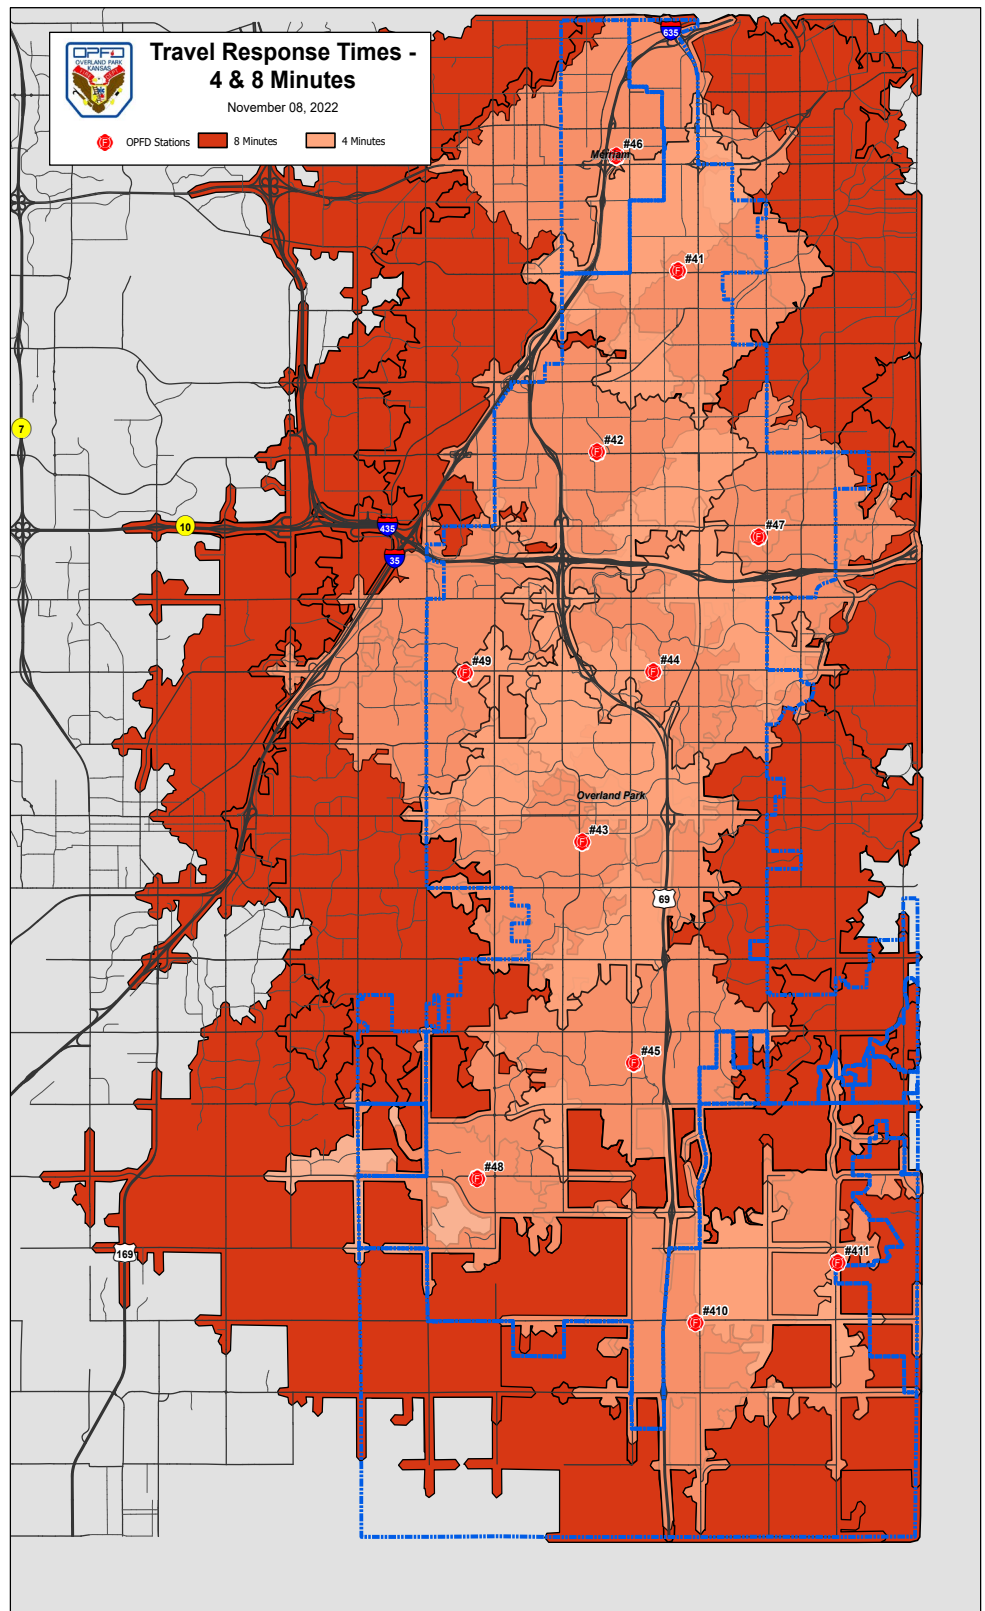 635
OPFD
OVERLAND PARK
KANSAS
Travel Response Times -
4 & 8 Minutes
November 08, 2022
F OPFD Stations 8 Minutes 4 Minutes
#46
Merriam
#41
F
7
#42
F
10
435
#47
F
35
#49
F
#44
F
Overland Park
#43
F
69
#45
F
#48
F
169
#411
F
#410
F